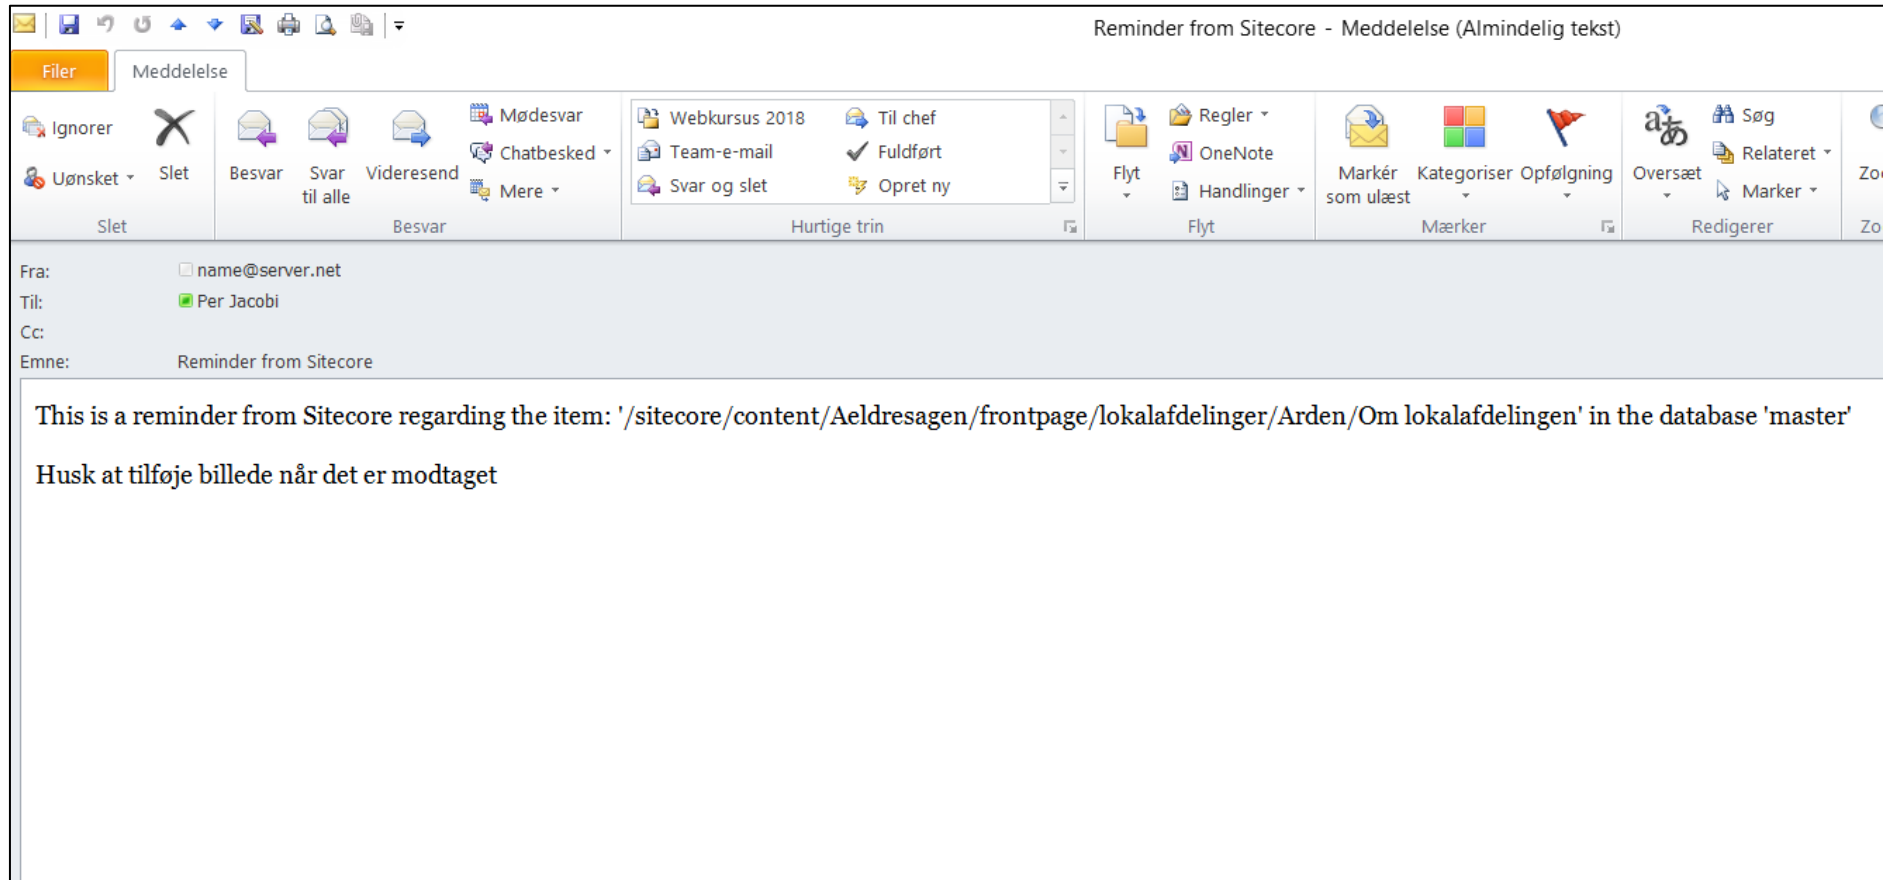 Reminder from Sitecore - Meddelelse (Almindelig tekst)
Filer Meddelelse
Ignorer
Uønsket
Slet
Slet
Besvar
Svar til alle
Videresend
Mødesvar
Chatbesked
Mere
Besvar
Webkursus 2018
Team-e-mail
Svar og slet
Til chef
Fuldført
Opret ny
Hurtige trin
Flyt
Regler
OneNote
Handlinger
Flyt
Markér som ulæst
Kategoriser
Opfølgning
Mærker
Oversæt
Søg
Relateret
Marker
Redigerer
Fra: name@server.net
Til: Per Jacobi
Cc:
Emne: Reminder from Sitecore
This is a reminder from Sitecore regarding the item: '/sitecore/content/Aeldresagen/frontpage/lokalafdelinger/Arden/Om lokalafdelingen' in the database 'master'
Husk at tilføje billede når det er modtaget